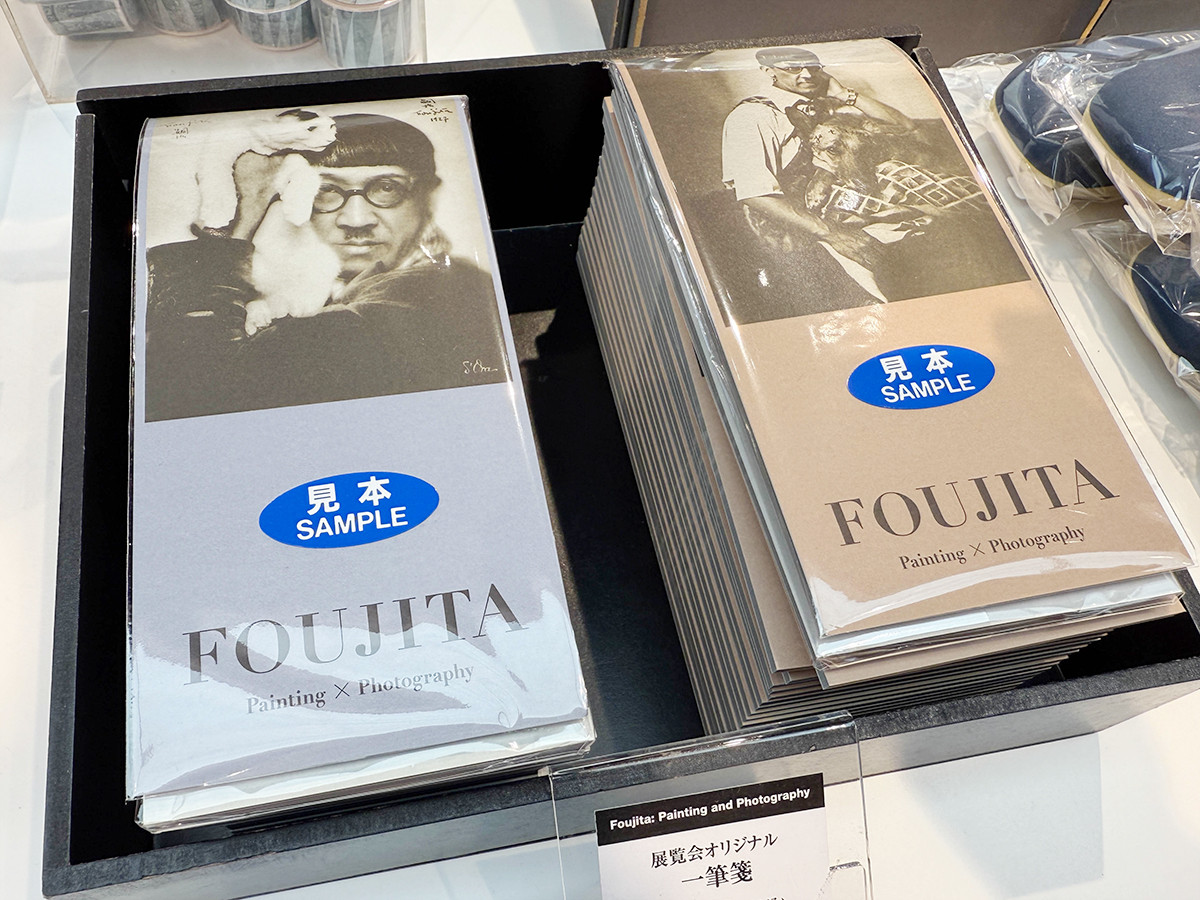 1927
見本
SAMPLE
FOUJITA
Painting × Photography
見本
SAMPLE
FOUJITA
Painting × Photography
Foujita: Painting and Photography
展覧会オリジナル
一筆箋